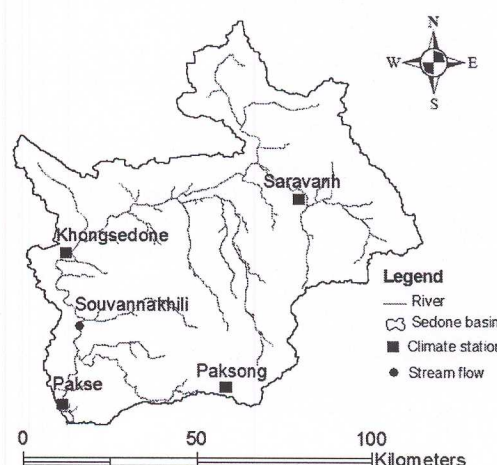 N
W E
S
Saravanh
Khongsedone
Souvannakhili
Paksong
Pakse
Legend
River
Sedone basin
Climate station
Stream flow
0 50 100
Kilometers